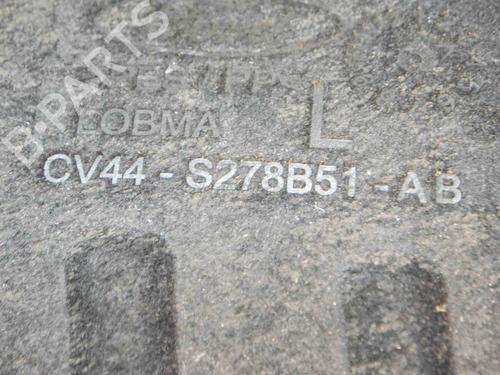 B-PARTS
LOBMA
L
CV44 - S278B51 - AB